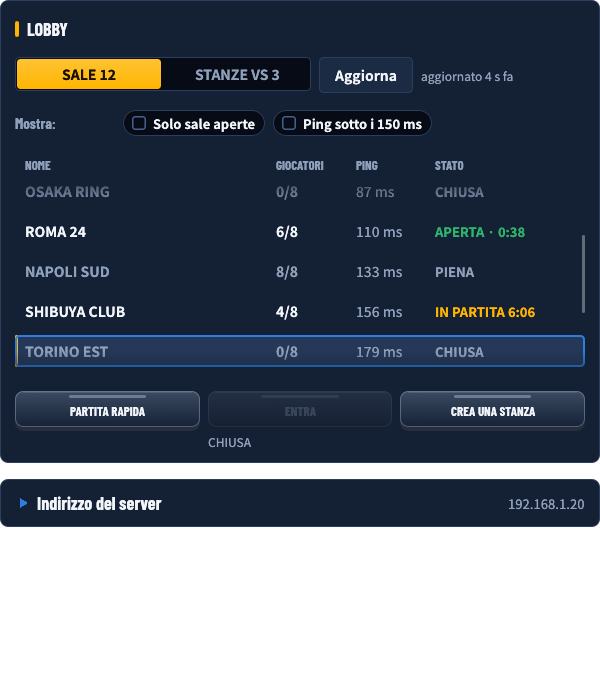 LOBBY
SALE 12 STANZE VS 3 Aggiorna aggiornato 4 s fa
Mostra: Solo sale aperte Ping sotto i 150 ms
NOME GIOCATORI PING STATO
OSAKA RING 0/8 87 ms CHIUSA
ROMA 24 6/8 110 ms APERTA · 0:38
NAPOLI SUD 8/8 133 ms PIENA
SHIBUYA CLUB 4/8 156 ms IN PARTITA 6:06
TORINO EST 0/8 179 ms CHIUSA
PARTITA RAPIDA ENTRA CREA UNA STANZA
CHIUSA
Indirizzo del server 192.168.1.20